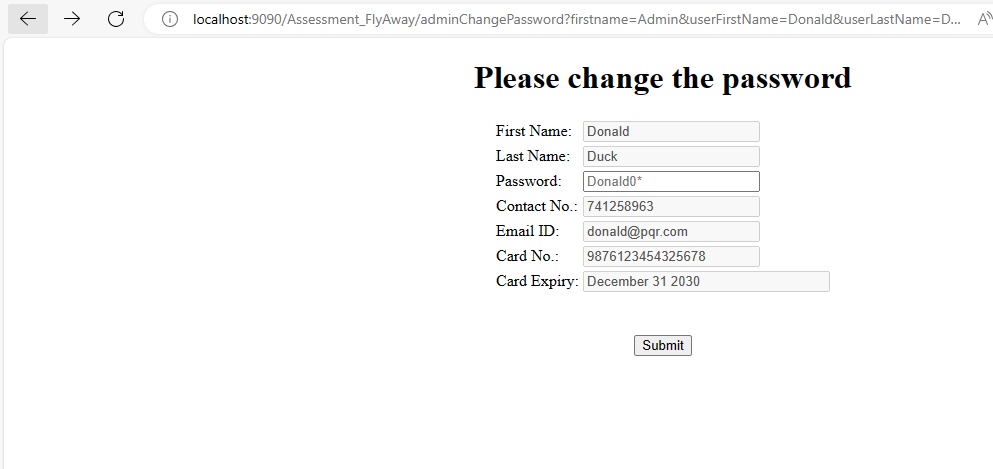 localhost:9090/Assessment_FlyAway/adminChangePassword?firstname=Admin&userFirstName=Donald&userLastName=D...
Please change the password
First Name: Donald
Last Name: Duck
Password: Donald0*
Contact No.: 741258963
Email ID: donald@pqr.com
Card No.: 9876123454325678
Card Expiry: December 31 2030
Submit